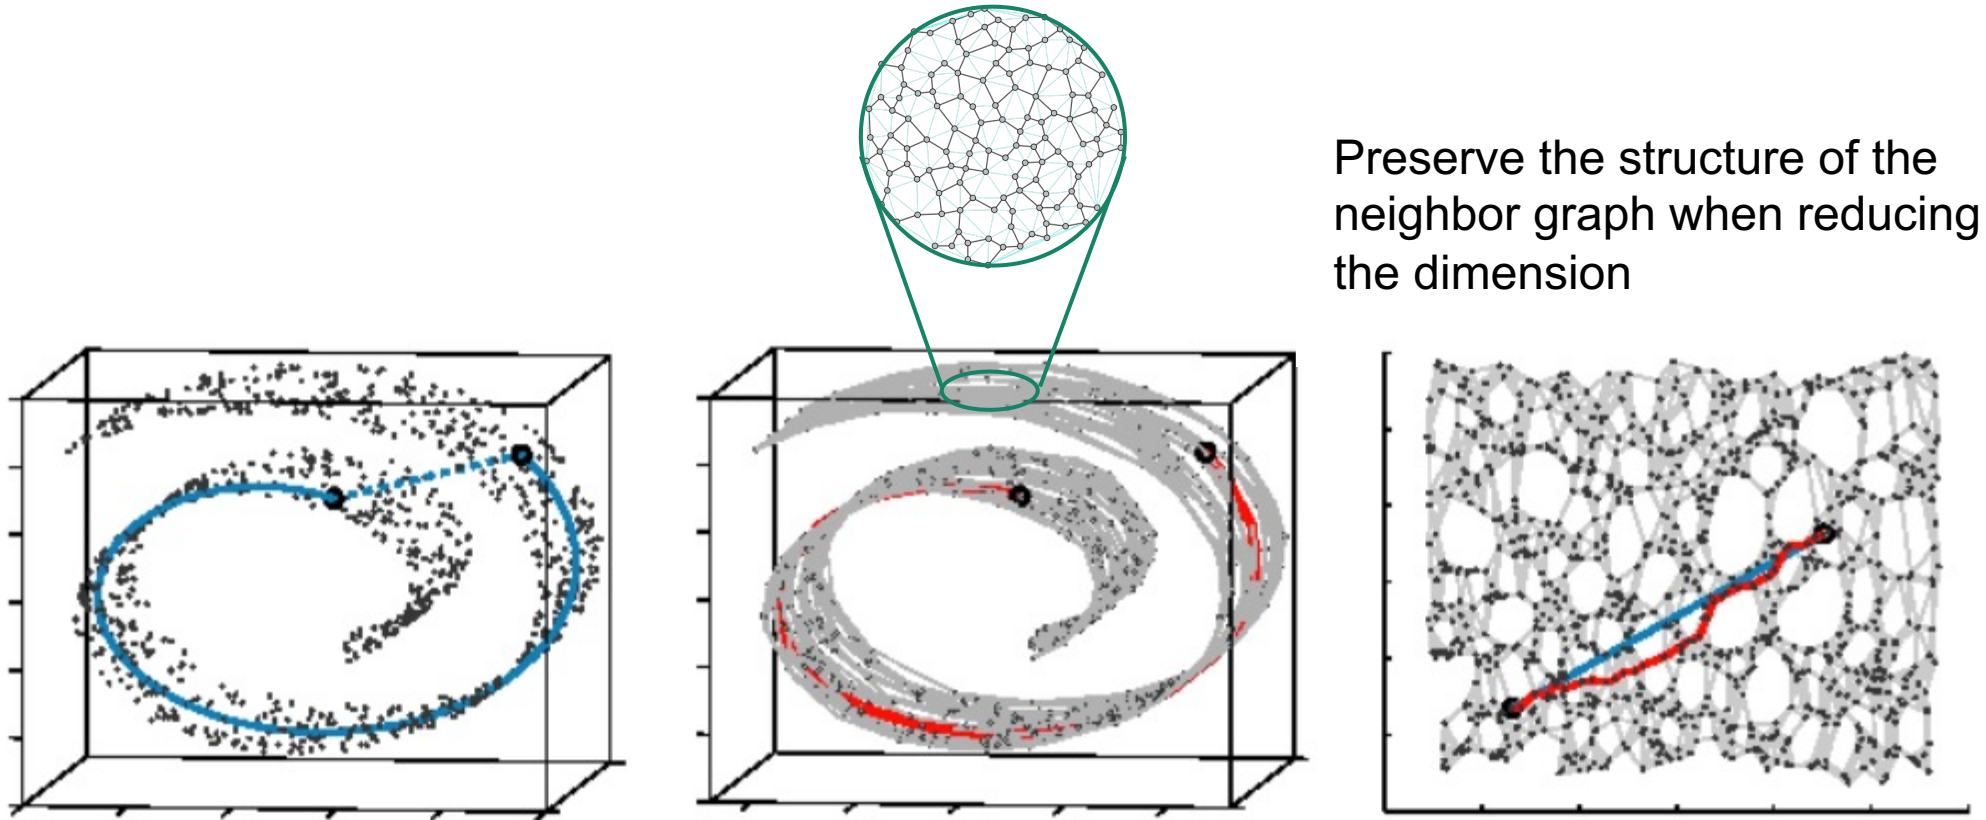 Preserve the structure of the
neighbor graph when reducing
the dimension